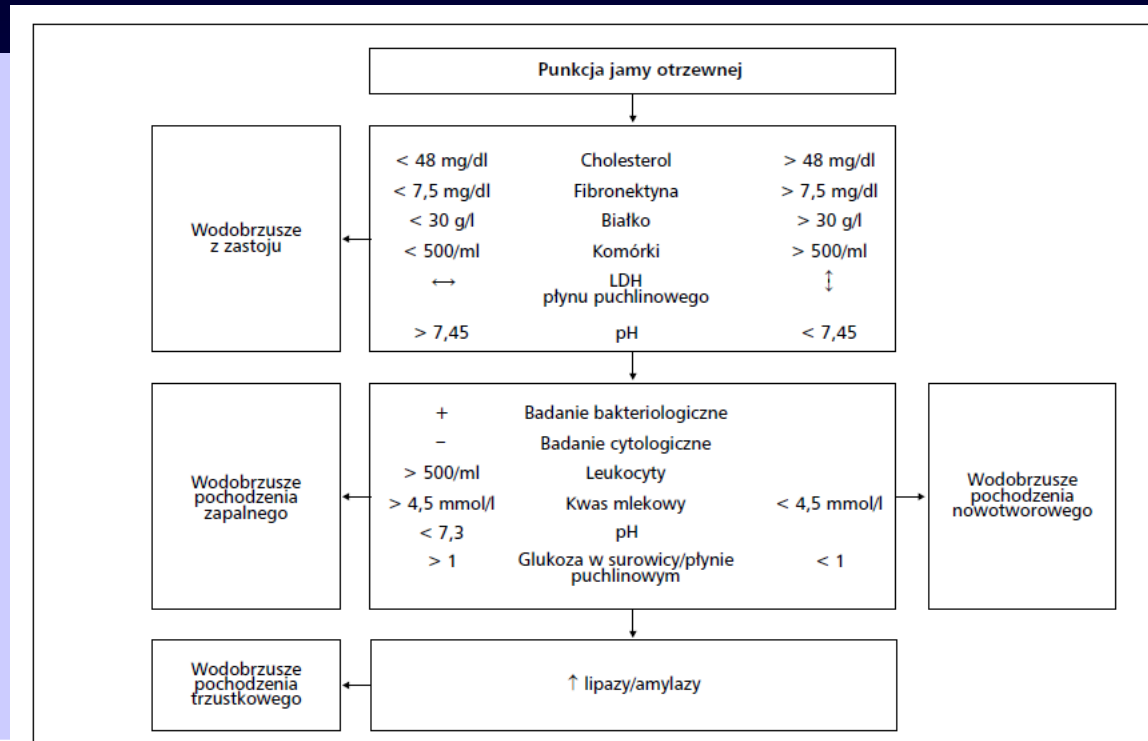 Punkcja jamy otrzewnej
Wodobrzusze
z zastoju
< 48 mg/dl Cholesterol > 48 mg/dl
< 7,5 mg/dl Fibronektyna > 7,5 mg/dl
< 30 g/l Białko > 30 g/l
< 500/ml Komórki > 500/ml
↔ LDH ↕
płynu puchlinowego
> 7,45 pH < 7,45
Wodobrzusze
pochodzenia
zapalnego
+ Badanie bakteriologiczne
− Badanie cytologiczne
> 500/ml Leukocyty
> 4,5 mmol/l Kwas mlekowy < 4,5 mmol/l
< 7,3 pH
> 1 Glukoza w surowicy/płynie < 1
puchlinowym
Wodobrzusze
pochodzenia
nowotworowego
Wodobrzusze
pochodzenia
trzustkowego
↑ lipazy/amylazy